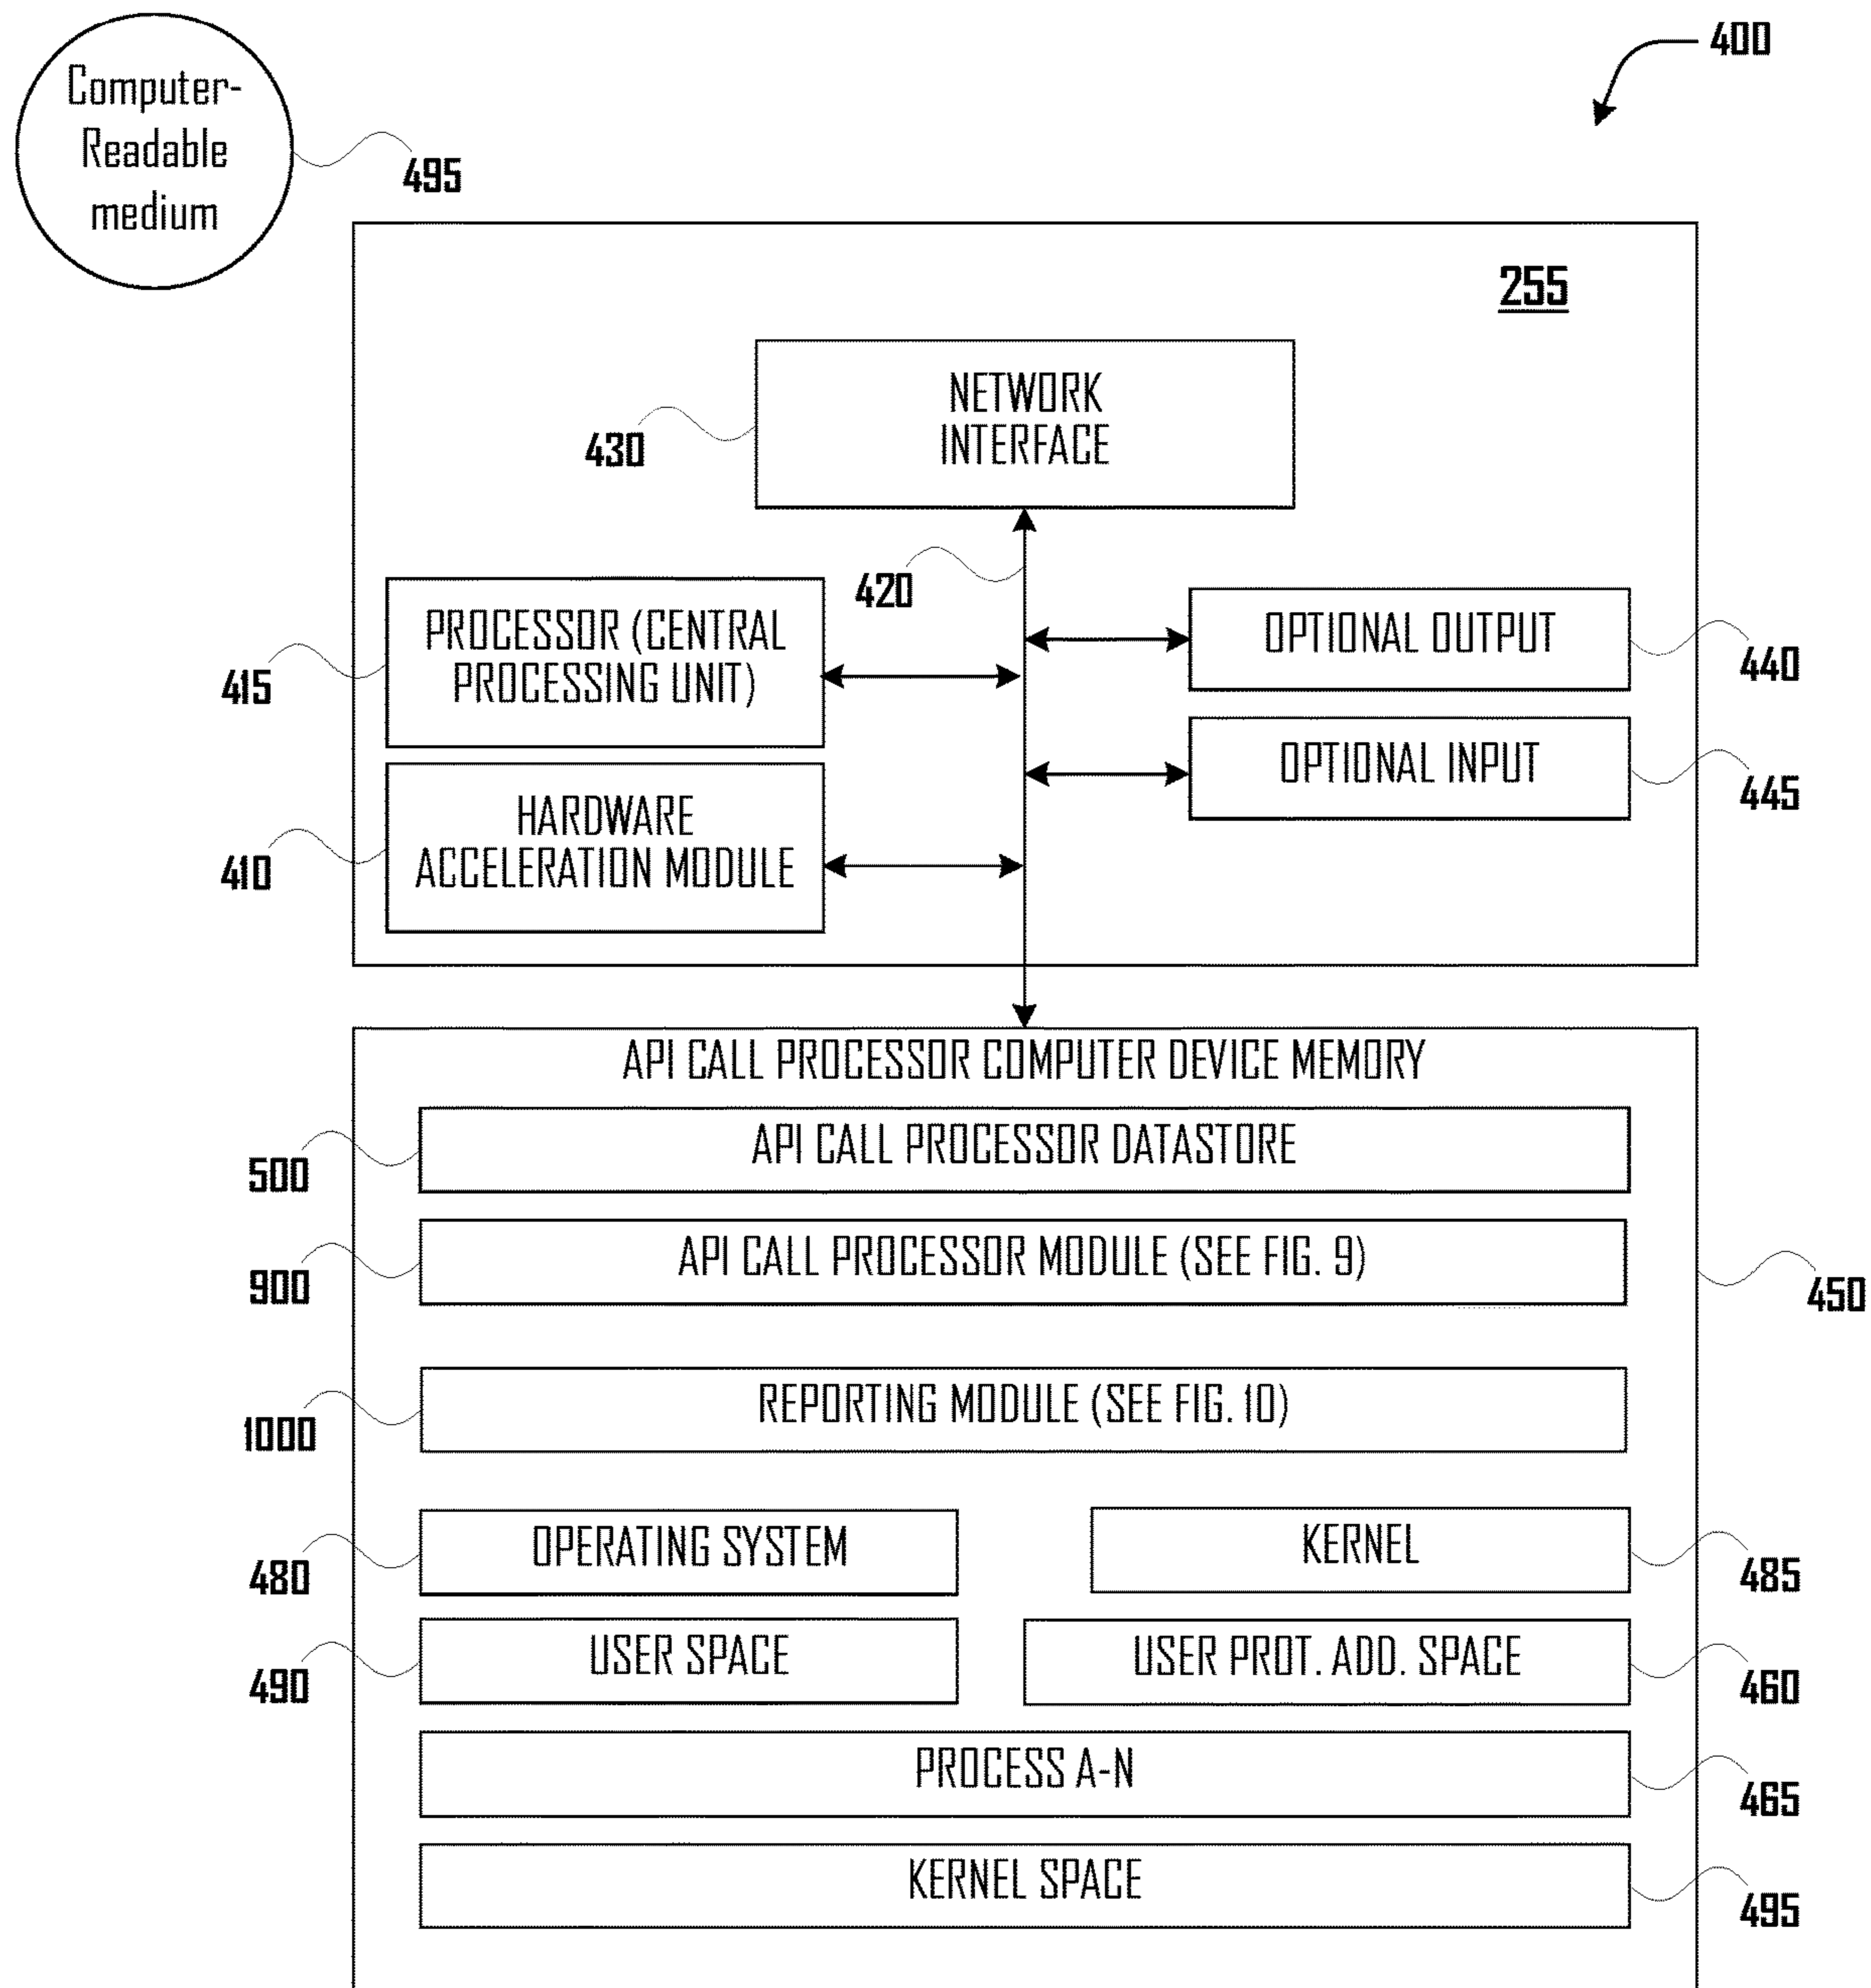 400
Computer-
Readable
medium
495
255
NETWORK
INTERFACE
430
420
PROCESSOR (CENTRAL
PROCESSING UNIT)
415
OPTIONAL OUTPUT
440
OPTIONAL INPUT
445
HARDWARE
ACCELERATION MODULE
410
API CALL PROCESSOR COMPUTER DEVICE MEMORY
API CALL PROCESSOR DATASTORE
500
API CALL PROCESSOR MODULE (SEE FIG. 9)
900
450
REPORTING MODULE (SEE FIG. 10)
1000
OPERATING SYSTEM
480
KERNEL
485
USER SPACE
490
USER PROT. ADD. SPACE
460
PROCESS A-N
465
KERNEL SPACE
495